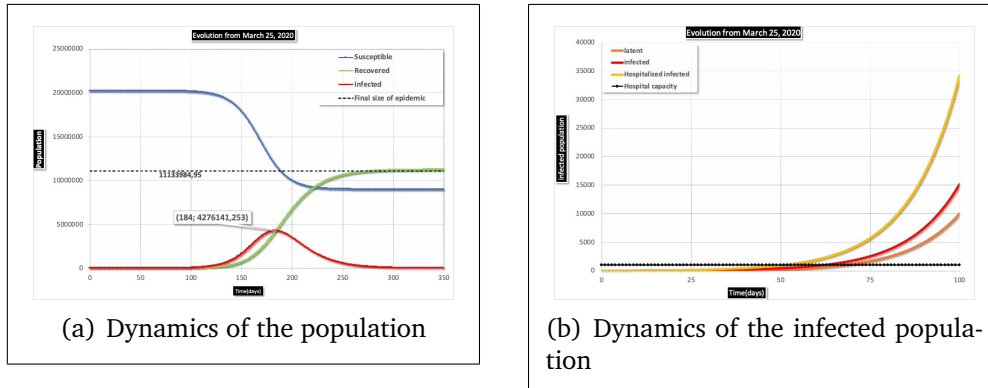 Evolution from March 25, 2020
25000000
20000000
15000000
10000000
5000000
0
Population
Susceptible
Recovered
Infected
Final size of epidemic
11133984,95
(184; 4276141,253)
0 50 100 150 200 250 300 350
Time(days)
(a) Dynamics of the population
Evolution from March 25, 2020
40000
35000
30000
25000
20000
15000
10000
5000
0
Infected population
latent
infected
Hospitalized infected
Hospital capacity
0 25 50 75 100
Time(days)
(b) Dynamics of the infected popula-
tion